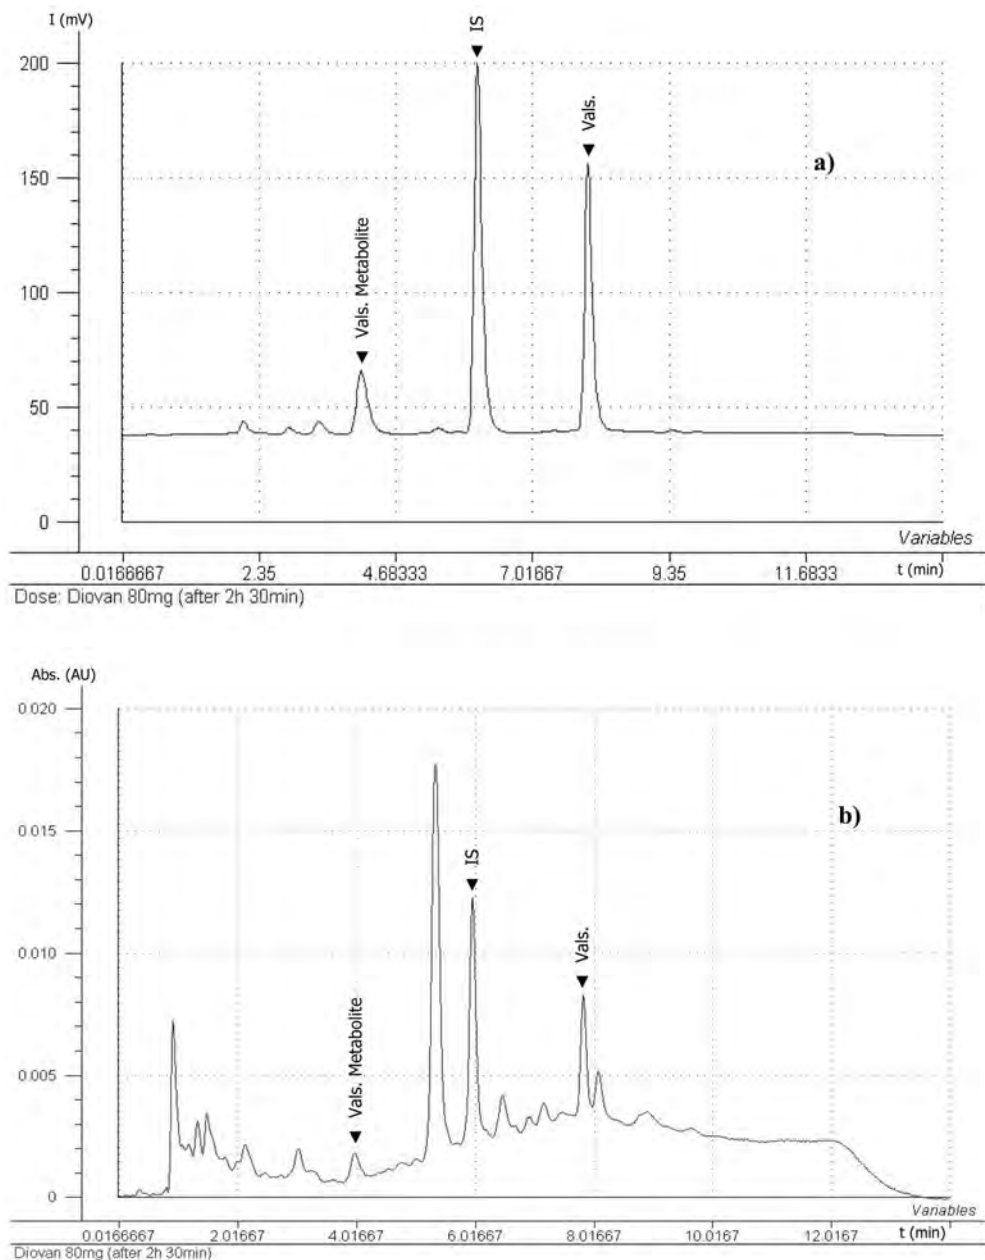 I (mV)
IS
200
Vals.
a)
150
Vals. Metabolite
100
50
0
Variables
0.0166667 2.35 4.68333 7.01667 9.35 11.6833 t (min)
Dose: Diovan 80mg (after 2h 30min)
Abs. (AU)
0.020
b)
0.015
IS
Vals.
0.010
Vals. Metabolite
0.005
0
Variables
0.0166667 2.01667 4.01667 6.01667 8.01667 10.0167 12.0167 t (min)
Diovan 80mg (after 2h 30min)